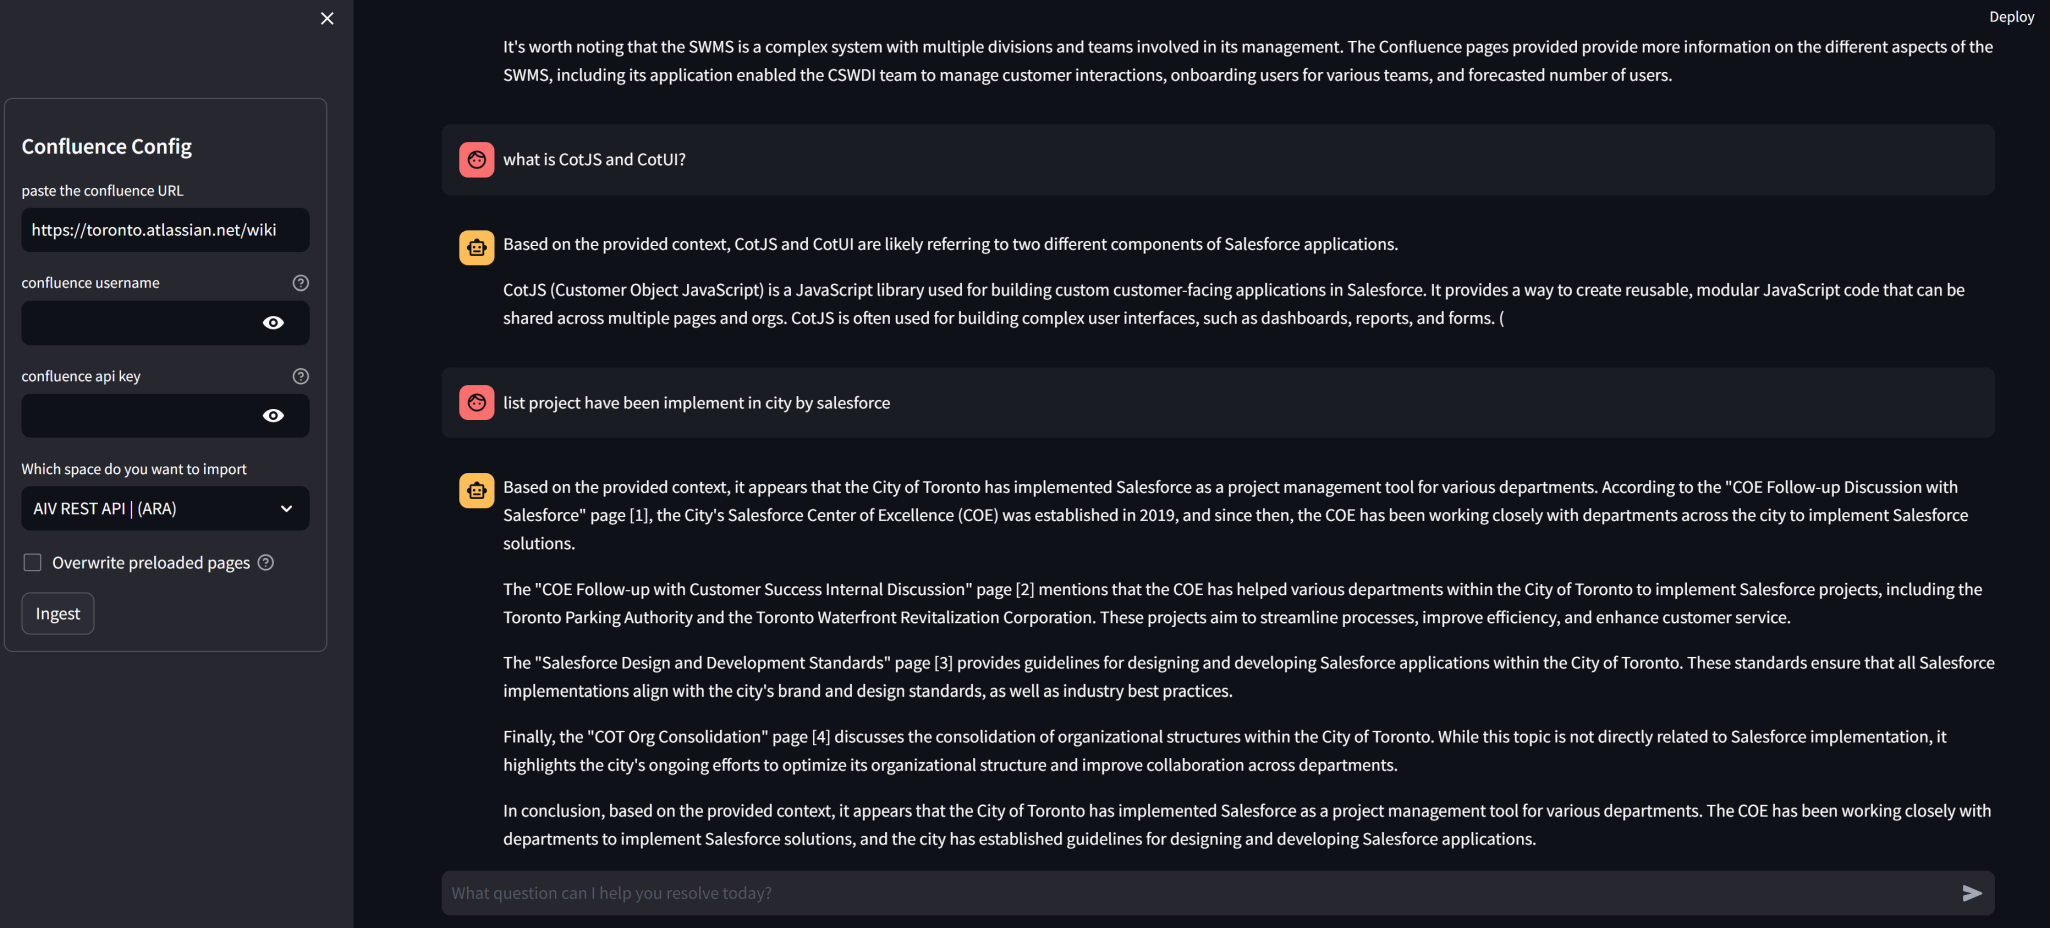 Deploy
Confluence Config
paste the confluence URL
https://toronto.atlassian.net/wiki
confluence username
confluence api key
Which space do you want to import
AIV REST API | (ARA)
Overwrite preloaded pages
Ingest
It's worth noting that the SWMS is a complex system with multiple divisions and teams involved in its management. The Confluence pages provided provide more information on the different aspects of the
SWMS, including its application enabled the CSWDI team to manage customer interactions, onboarding users for various teams, and forecasted number of users.
what is CotJS and CotUI?
Based on the provided context, CotJS and CotUI are likely referring to two different components of Salesforce applications.
CotJS (Customer Object JavaScript) is a JavaScript library used for building custom customer-facing applications in Salesforce. It provides a way to create reusable, modular JavaScript code that can be
shared across multiple pages and orgs. CotJS is often used for building complex user interfaces, such as dashboards, reports, and forms. (
list project have been implement in city by salesforce
Based on the provided context, it appears that the City of Toronto has implemented Salesforce as a project management tool for various departments. According to the "COE Follow-up Discussion with
Salesforce" page [1], the City's Salesforce Center of Excellence (COE) was established in 2019, and since then, the COE has been working closely with departments across the city to implement Salesforce
solutions.
The "COE Follow-up with Customer Success Internal Discussion" page [2] mentions that the COE has helped various departments within the City of Toronto to implement Salesforce projects, including the
Toronto Parking Authority and the Toronto Waterfront Revitalization Corporation. These projects aim to streamline processes, improve efficiency, and enhance customer service.
The "Salesforce Design and Development Standards" page [3] provides guidelines for designing and developing Salesforce applications within the City of Toronto. These standards ensure that all Salesforce
implementations align with the city's brand and design standards, as well as industry best practices.
Finally, the "COT Org Consolidation" page [4] discusses the consolidation of organizational structures within the City of Toronto. While this topic is not directly related to Salesforce implementation, it
highlights the city's ongoing efforts to optimize its organizational structure and improve collaboration across departments.
In conclusion, based on the provided context, it appears that the City of Toronto has implemented Salesforce as a project management tool for various departments. The COE has been working closely with
departments to implement Salesforce solutions, and the city has established guidelines for designing and developing Salesforce applications.
What question can I help you resolve today?